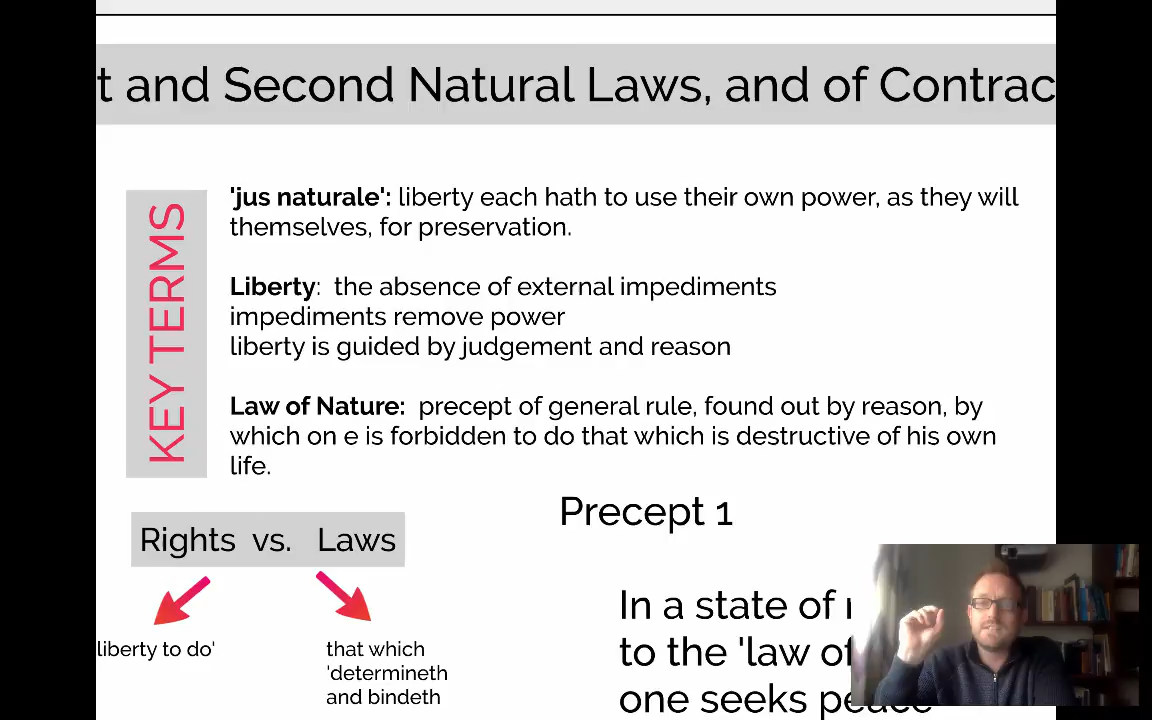 t and Second Natural Laws, and of Contrac
KEY TERMS
'jus naturale': liberty each hath to use their own power, as they will
themselves, for preservation.
Liberty: the absence of external impediments
impediments remove power
liberty is guided by judgement and reason
Law of Nature: precept of general rule, found out by reason, by
which on e is forbidden to do that which is destructive of his own
life.
Rights vs. Laws
liberty to do'
that which
'determineth
and bindeth
Precept 1
In a state of
to the 'law of
one seeks peace